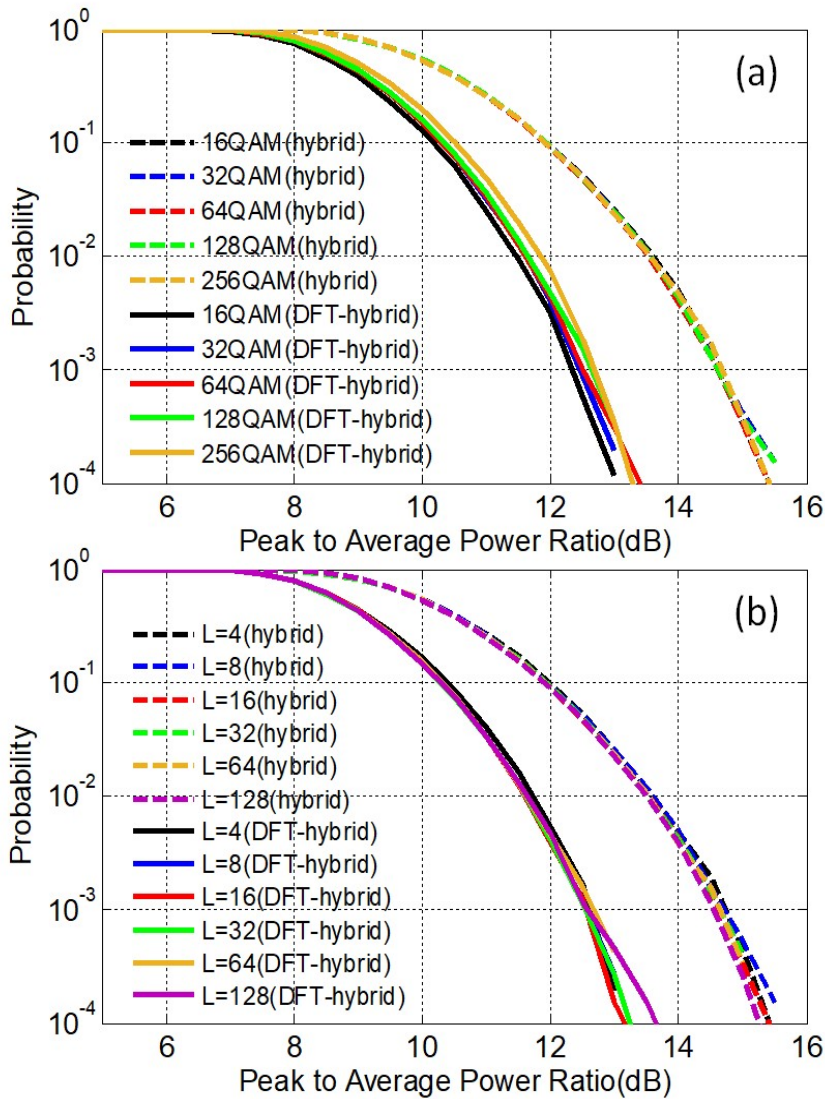 10^0
(a)
10^-1
16QAM(hybrid)
32QAM(hybrid)
64QAM(hybrid)
128QAM(hybrid)
256QAM(hybrid)
16QAM(DFT-hybrid)
32QAM(DFT-hybrid)
64QAM(DFT-hybrid)
128QAM(DFT-hybrid)
256QAM(DFT-hybrid)
10^-2
10^-3
10^-4
Probability
6 8 10 12 14 16
Peak to Average Power Ratio(dB)
10^0
(b)
L=4(hybrid)
L=8(hybrid)
L=16(hybrid)
L=32(hybrid)
L=64(hybrid)
L=128(hybrid)
L=4(DFT-hybrid)
L=8(DFT-hybrid)
L=16(DFT-hybrid)
L=32(DFT-hybrid)
L=64(DFT-hybrid)
L=128(DFT-hybrid)
10^-1
10^-2
10^-3
10^-4
Probability
6 8 10 12 14 16
Peak to Average Power Ratio(dB)